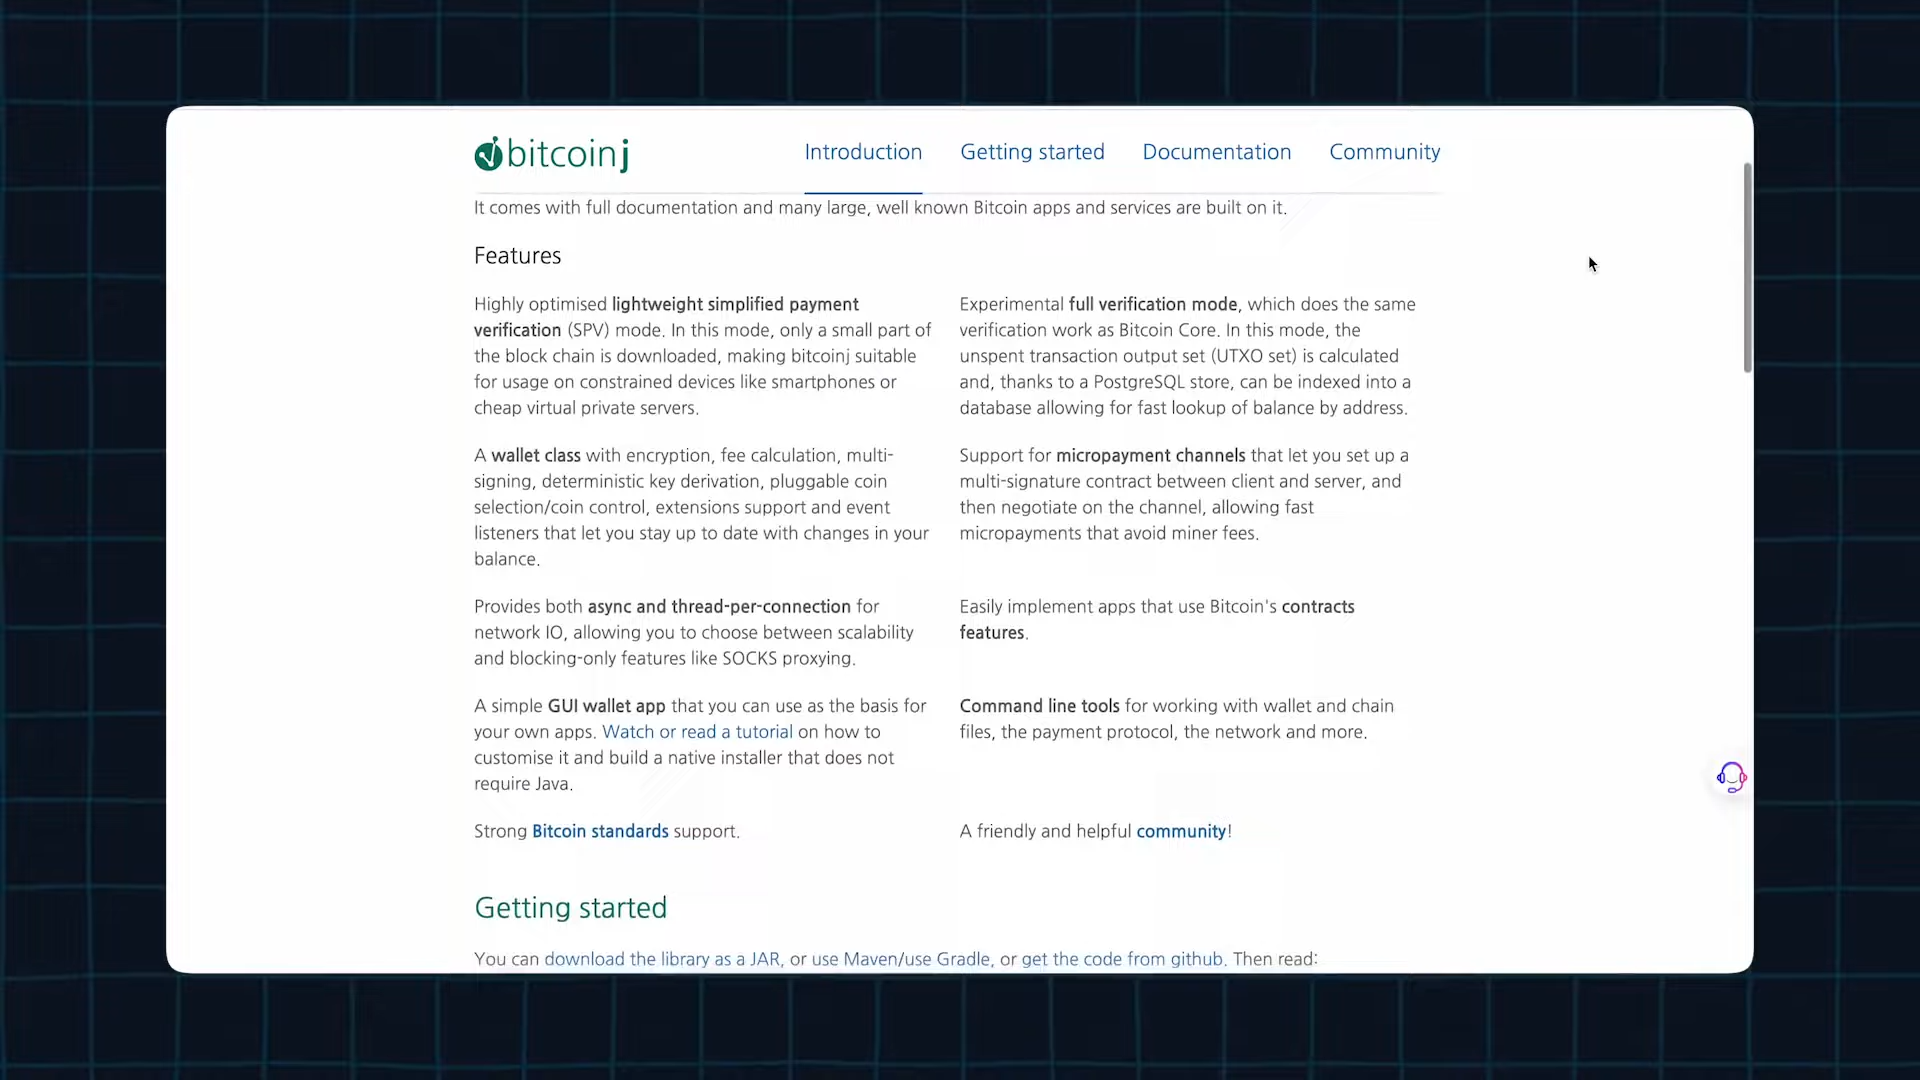 bitcoinj
Introduction
Getting started
Documentation
Community
It comes with full documentation and many large, well known Bitcoin apps and services are built on it.
Features
Highly optimised lightweight simplified payment
verification (SPV) mode. In this mode, only a small part of
the block chain is downloaded, making bitcoinj suitable
for usage on constrained devices like smartphones or
cheap virtual private servers.
Experimental full verification mode, which does the same
verification work as Bitcoin Core. In this mode, the
unspent transaction output set (UTXO set) is calculated
and, thanks to a PostgreSQL store, can be indexed into a
database allowing for fast lookup of balance by address.
A wallet class with encryption, fee calculation, multi-
signing, deterministic key derivation, pluggable coin
selection/coin control, extensions support and event
listeners that let you stay up to date with changes in your
balance.
Support for micropayment channels that let you set up a
multi-signature contract between client and server, and
then negotiate on the channel, allowing fast
micropayments that avoid miner fees.
Provides both async and thread-per-connection for
network IO, allowing you to choose between scalability
and blocking-only features like SOCKS proxying.
Easily implement apps that use Bitcoin's contracts
features.
A simple GUI wallet app that you can use as the basis for
your own apps. Watch or read a tutorial on how to
customise it and build a native installer that does not
require Java.
Command line tools for working with wallet and chain
files, the payment protocol, the network and more.
Strong Bitcoin standards support.
A friendly and helpful community!
Getting started
You can download the library as a JAR, or use Maven/use Gradle, or get the code from github. Then read: